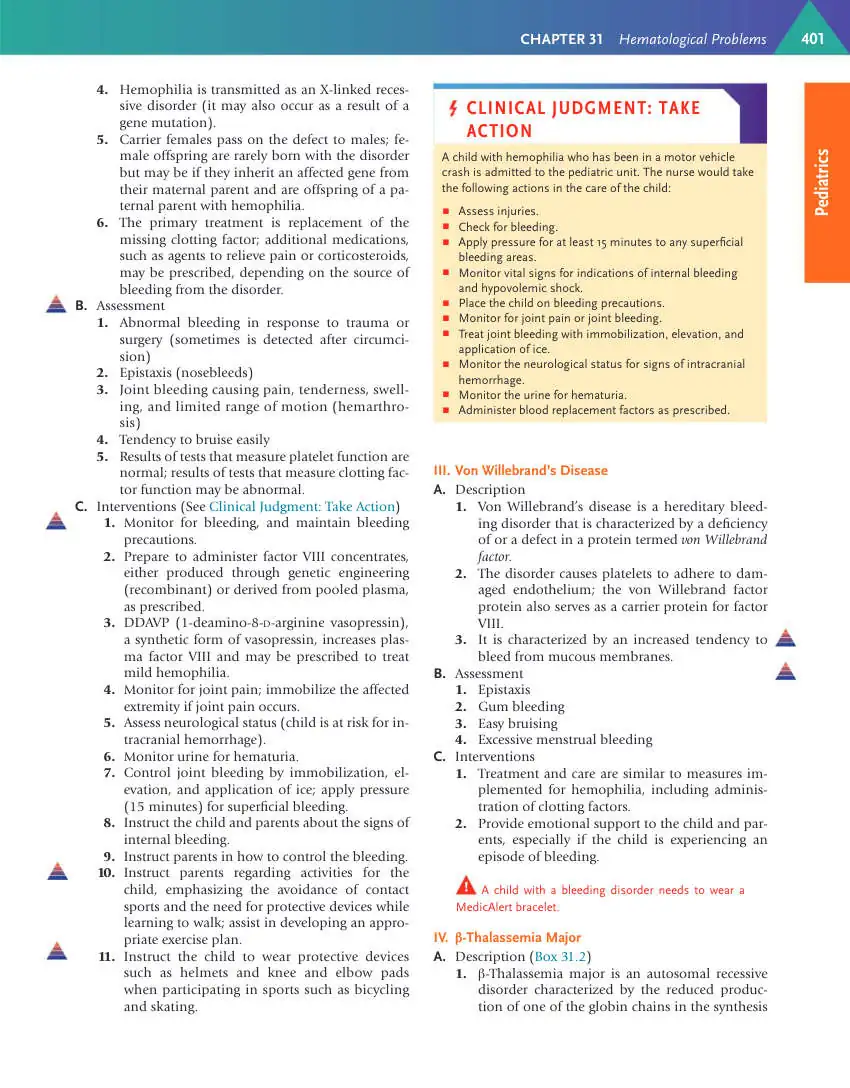 CHAPTER 31 Hematological Problems 401
4. Hemophilia is transmitted as an X-linked reces-
sive disorder (it may also occur as a result of a
gene mutation).
5. Carrier females pass on the defect to males; fe-
male offspring are rarely born with the disorder
but may be if they inherit an affected gene from
their maternal parent and are offspring of a pa-
ternal parent with hemophilia.
6. The primary treatment is replacement of the
missing clotting factor; additional medications,
such as agents to relieve pain or corticosteroids,
may be prescribed, depending on the source of
bleeding from the disorder.
B. Assessment
1. Abnormal bleeding in response to trauma or
surgery (sometimes is detected after circumci-
sion)
2. Epistaxis (nosebleeds)
3. Joint bleeding causing pain, tenderness, swell-
ing, and limited range of motion (hemarthro-
sis)
4. Tendency to bruise easily
5. Results of tests that measure platelet function are
normal; results of tests that measure clotting fac-
tor function may be abnormal.
C. Interventions (See Clinical Judgment: Take Action)
1. Monitor for bleeding, and maintain bleeding
precautions.
2. Prepare to administer factor VIII concentrates,
either produced through genetic engineering
(recombinant) or derived from pooled plasma,
as prescribed.
3. DDAVP (1-deamino-8-D-arginine vasopressin),
a synthetic form of vasopressin, increases plas-
ma factor VIII and may be prescribed to treat
mild hemophilia.
4. Monitor for joint pain; immobilize the affected
extremity if joint pain occurs.
5. Assess neurological status (child is at risk for in-
tracranial hemorrhage).
6. Monitor urine for hematuria.
7. Control joint bleeding by immobilization, el-
evation, and application of ice; apply pressure
(15 minutes) for superficial bleeding.
8. Instruct the child and parents about the signs of
internal bleeding.
9. Instruct parents in how to control the bleeding.
10. Instruct parents regarding activities for the
child, emphasizing the avoidance of contact
sports and the need for protective devices while
learning to walk; assist in developing an appro-
priate exercise plan.
11. Instruct the child to wear protective devices
such as helmets and knee and elbow pads
when participating in sports such as bicycling
and skating.
CLINICAL JUDGMENT: TAKE
ACTION
A child with hemophilia who has been in a motor vehicle
crash is admitted to the pediatric unit. The nurse would take
the following actions in the care of the child:
▪ Assess injuries.
▪ Check for bleeding.
▪ Apply pressure for at least 15 minutes to any superficial
bleeding areas.
▪ Monitor vital signs for indications of internal bleeding
and hypovolemic shock.
▪ Place the child on bleeding precautions.
▪ Monitor for joint pain or joint bleeding.
▪ Treat joint bleeding with immobilization, elevation, and
application of ice.
▪ Monitor the neurological status for signs of intracranial
hemorrhage.
▪ Monitor the urine for hematuria.
▪ Administer blood replacement factors as prescribed.
III. Von Willebrand's Disease
A. Description
1. Von Willebrand's disease is a hereditary bleed-
ing disorder that is characterized by a deficiency
of or a defect in a protein termed von Willebrand
factor.
2. The disorder causes platelets to adhere to dam-
aged endothelium; the von Willebrand factor
protein also serves as a carrier protein for factor
VIII.
3. It is characterized by an increased tendency to
bleed from mucous membranes.
B. Assessment
1. Epistaxis
2. Gum bleeding
3. Easy bruising
4. Excessive menstrual bleeding
C. Interventions
1. Treatment and care are similar to measures im-
plemented for hemophilia, including adminis-
tration of clotting factors.
2. Provide emotional support to the child and par-
ents, especially if the child is experiencing an
episode of bleeding.
A child with a bleeding disorder needs to wear a
MedicAlert bracelet.
IV. β-Thalassemia Major
A. Description (Box 31.2)
1. β-Thalassemia major is an autosomal recessive
disorder characterized by the reduced produc-
tion of one of the globin chains in the synthesis
Pediatrics